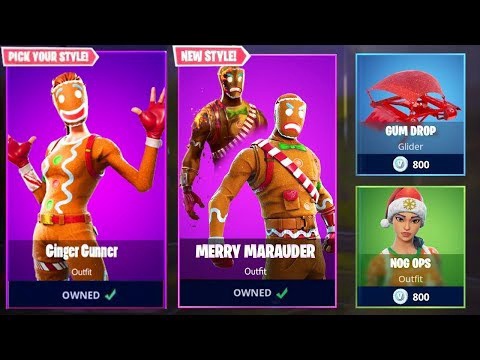 PICK YOUR STYLE!
Ginger Gunner
Outfit
OWNED
NEW STYLE!
MERRY MARAUDER
Outfit
OWNED
GUM DROP
Glider
800
NOG OPS
Outfit
800